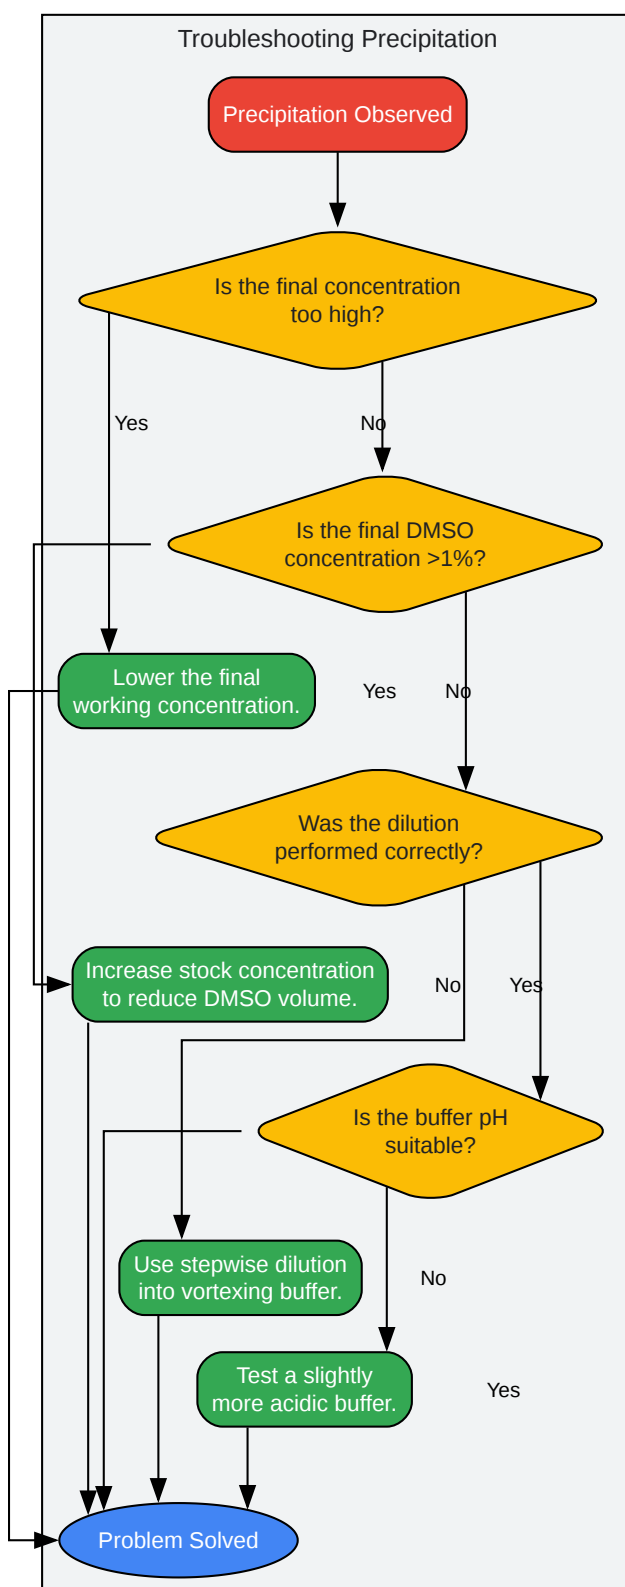 Troubleshooting Precipitation
Precipitation Observed
Is the final concentration
too high?
Yes
No
Is the final DMSO
concentration >1%?
Lower the final
working concentration.
Yes
No
Was the dilution
performed correctly?
Increase stock concentration
to reduce DMSO volume.
No
Yes
Is the buffer pH
suitable?
Use stepwise dilution
into vortexing buffer.
No
Test a slightly
more acidic buffer.
Yes
Problem Solved